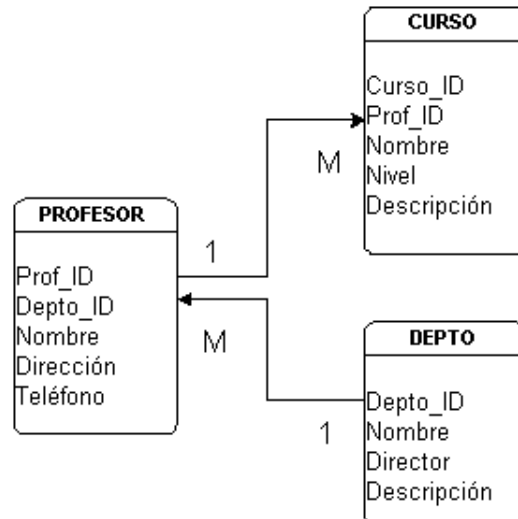 CURSO
Curso_ID
Prof_ID
Nombre
Nivel
Descripción
M
PROFESOR
Prof_ID
Depto_ID
Nombre
Dirección
Teléfono
1
M
DEPTO
Depto_ID
Nombre
Director
Descripción
1